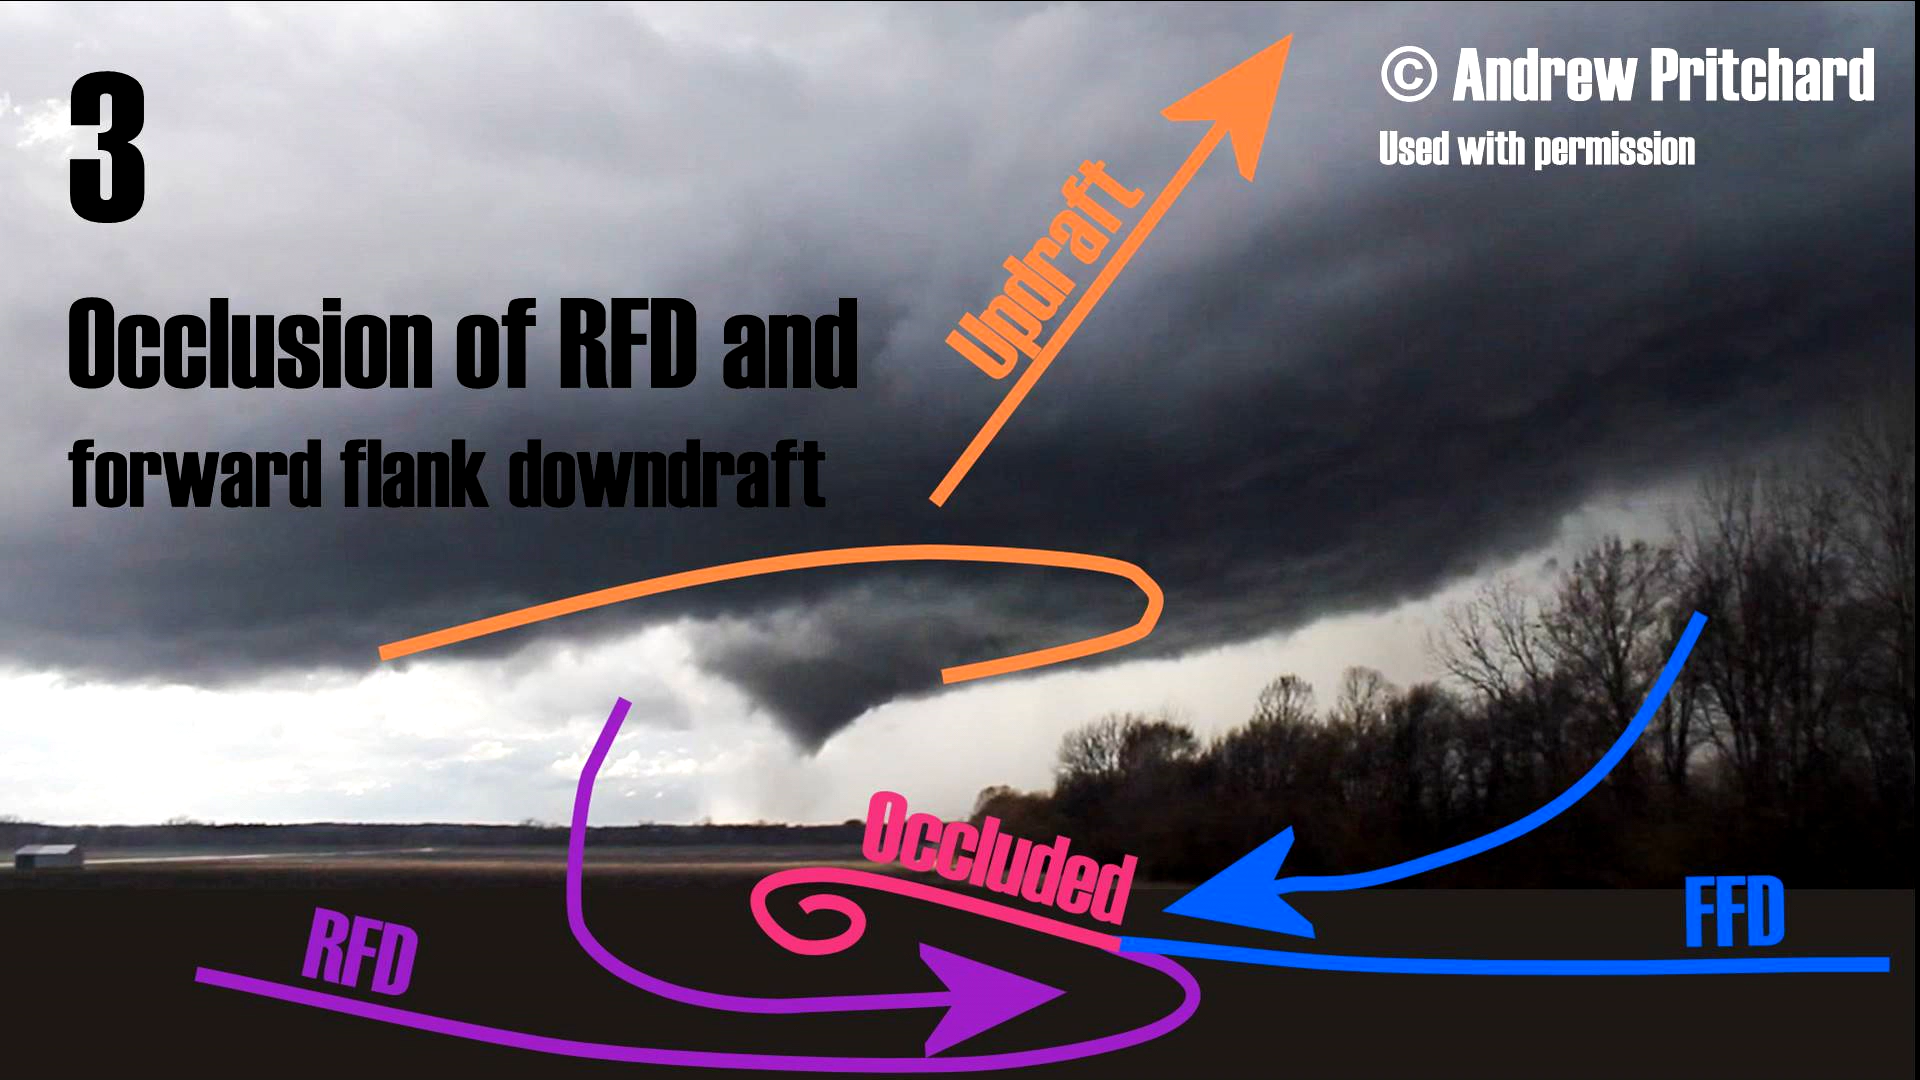 3
Occlusion of RFD and
forward flank downdraft
© Andrew Pritchard
Used with permission
Updraft
Occluded
RFD
FFD